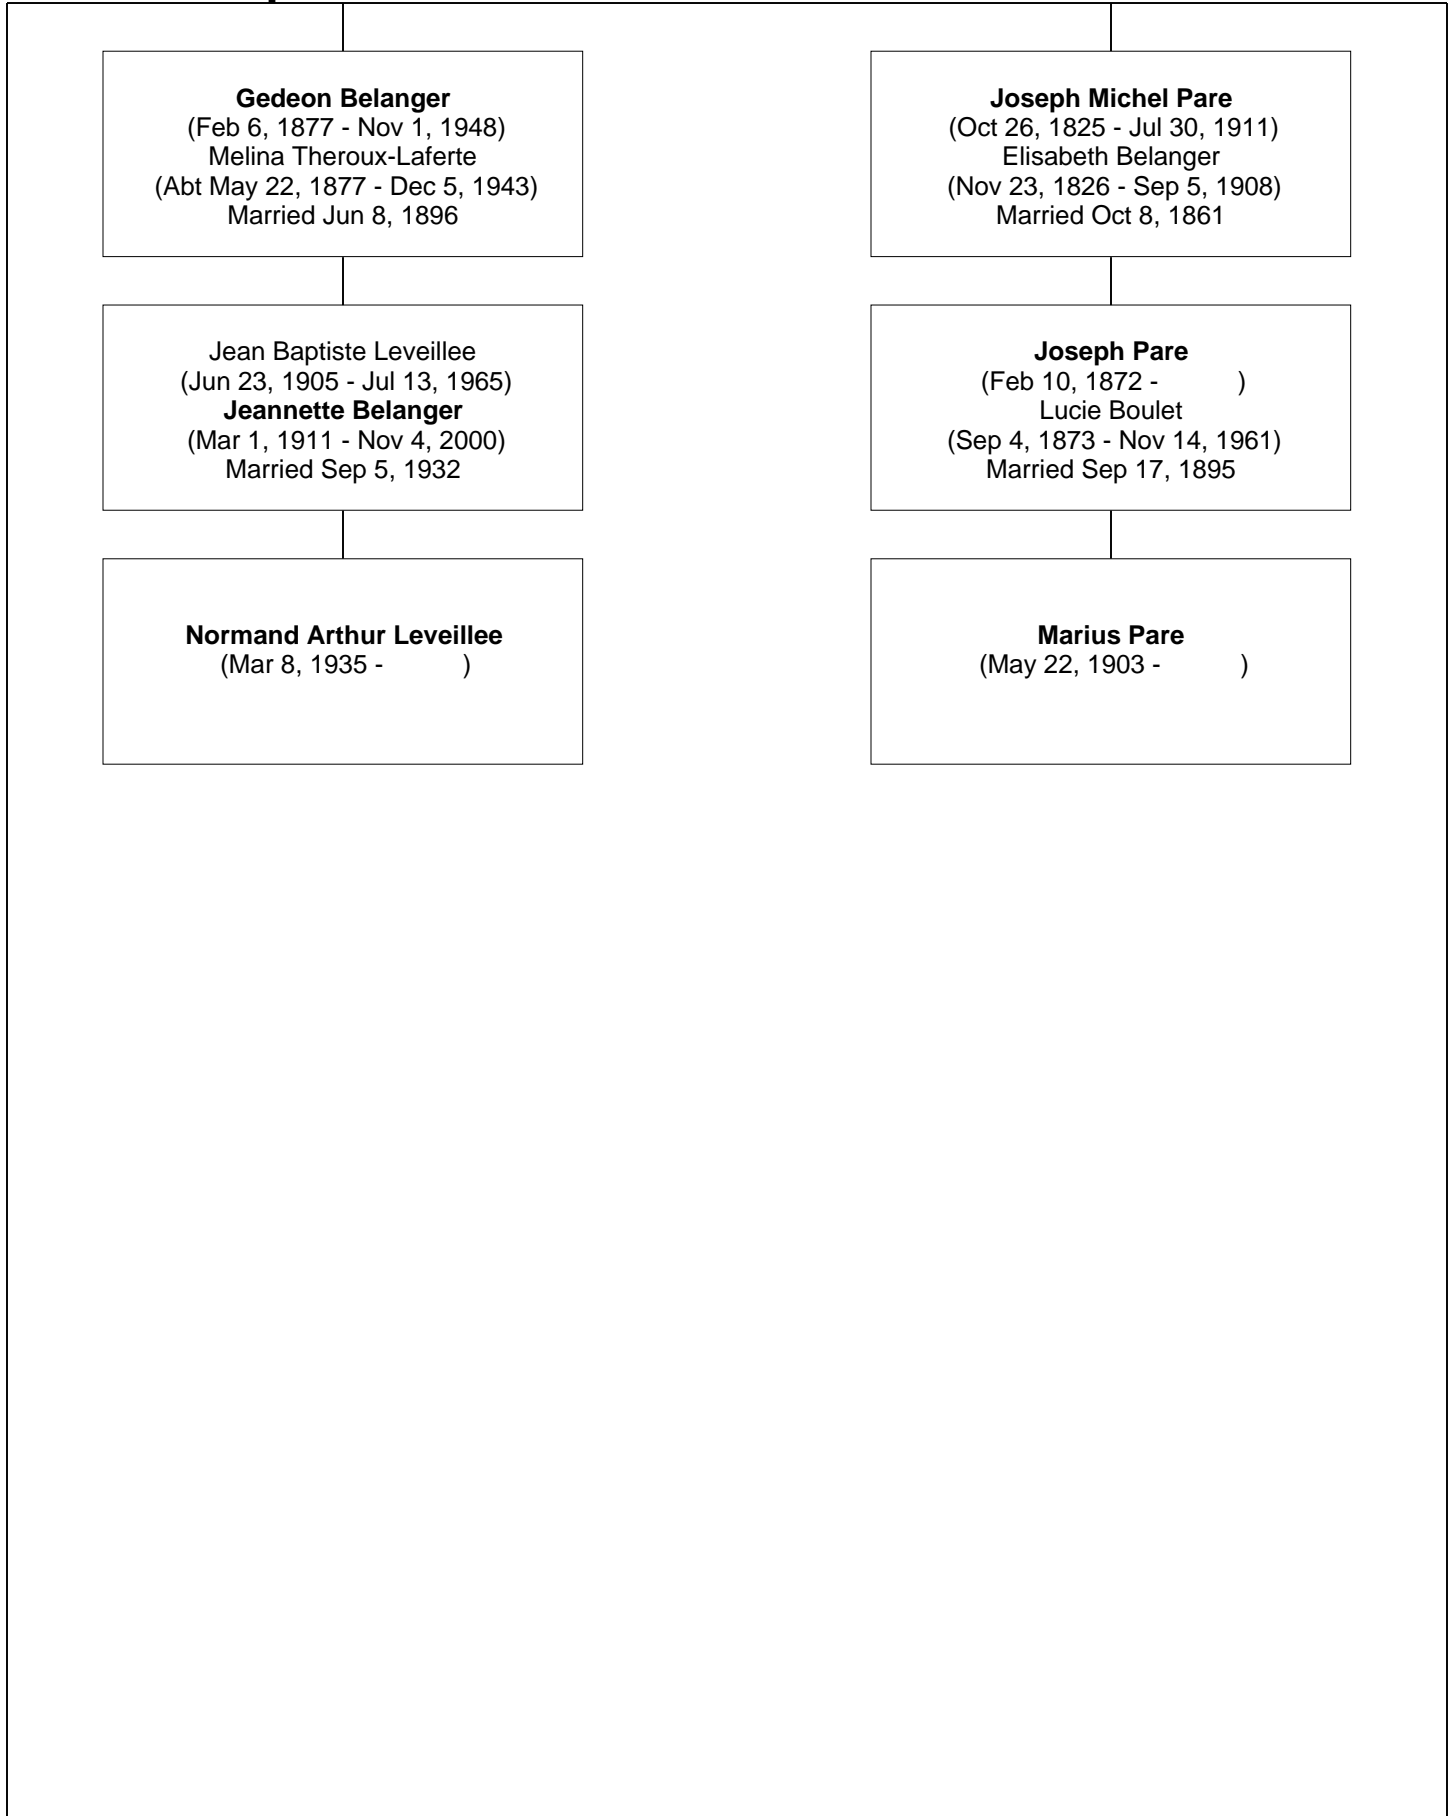 Gedeon Belanger
(Feb 6, 1877 - Nov 1, 1948)
Melina Theroux-Laferte
(Abt May 22, 1877 - Dec 5, 1943)
Married Jun 8, 1896
Jean Baptiste Leveillee
(Jun 23, 1905 - Jul 13, 1965)
Jeannette Belanger
(Mar 1, 1911 - Nov 4, 2000)
Married Sep 5, 1932
Normand Arthur Leveillee
(Mar 8, 1935 - )
Joseph Michel Pare
(Oct 26, 1825 - Jul 30, 1911)
Elisabeth Belanger
(Nov 23, 1826 - Sep 5, 1908)
Married Oct 8, 1861
Joseph Pare
(Feb 10, 1872 - )
Lucie Boulet
(Sep 4, 1873 - Nov 14, 1961)
Married Sep 17, 1895
Marius Pare
(May 22, 1903 - )